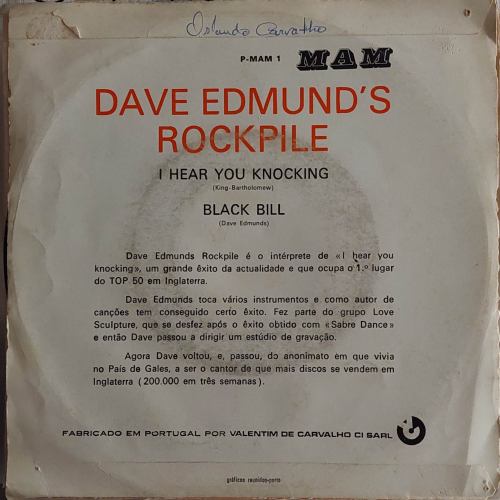 Orlando Carvalho
P-MAM 1 MAM
DAVE EDMUND'S
ROCKPILE
I HEAR YOU KNOCKING
(King-Bartholomew)
BLACK BILL
(Dave Edmunds)
Dave Edmunds Rockpile é o intérprete de «I hear you
knocking», um grande êxito da actualidade e que ocupa o 1.º lugar
do TOP 50 em Inglaterra.
Dave Edmunds toca vários instrumentos e como autor de
canções tem conseguido certo êxito. Fez parte do grupo Love
Sculpture, que se desfez após o êxito obtido com «Sabre Dance»
e então Dave passou a dirigir um estúdio de gravação.
Agora Dave voltou, e, passou, do anonimato em que vivia
no País de Gales, a ser o cantor de que mais discos se vendem em
Inglaterra (200.000 em três semanas).
FABRICADO EM PORTUGAL POR VALENTIM DE CARVALHO CI SARL
gráficos reunidos-porto